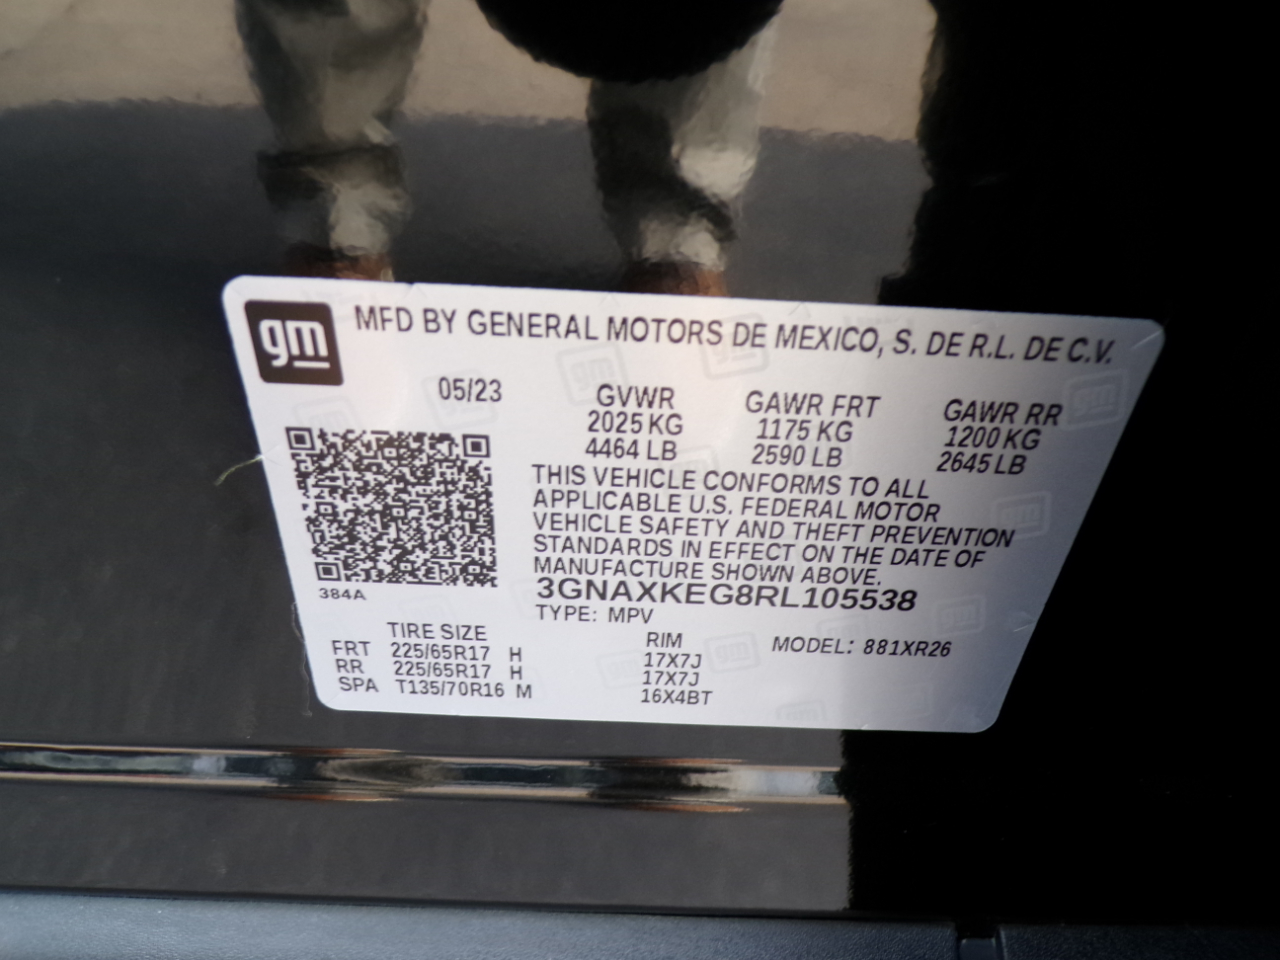 gm
MFD BY GENERAL MOTORS DE MEXICO, S. DE R.L. DE C.V.
05/23 GVWR GAWR FRT GAWR RR
2025 KG 1175 KG 1200 KG
4464 LB 2590 LB 2645 LB
THIS VEHICLE CONFORMS TO ALL
APPLICABLE U.S. FEDERAL MOTOR
VEHICLE SAFETY AND THEFT PREVENTION
STANDARDS IN EFFECT ON THE DATE OF
MANUFACTURE SHOWN ABOVE.
384A 3GNAXKEG8RL105538
TYPE: MPV
TIRE SIZE RIM MODEL: 881XR26
FRT 225/65R17 H 17X7J
RR 225/65R17 H 17X7J
SPA T135/70R16 M 16X4BT